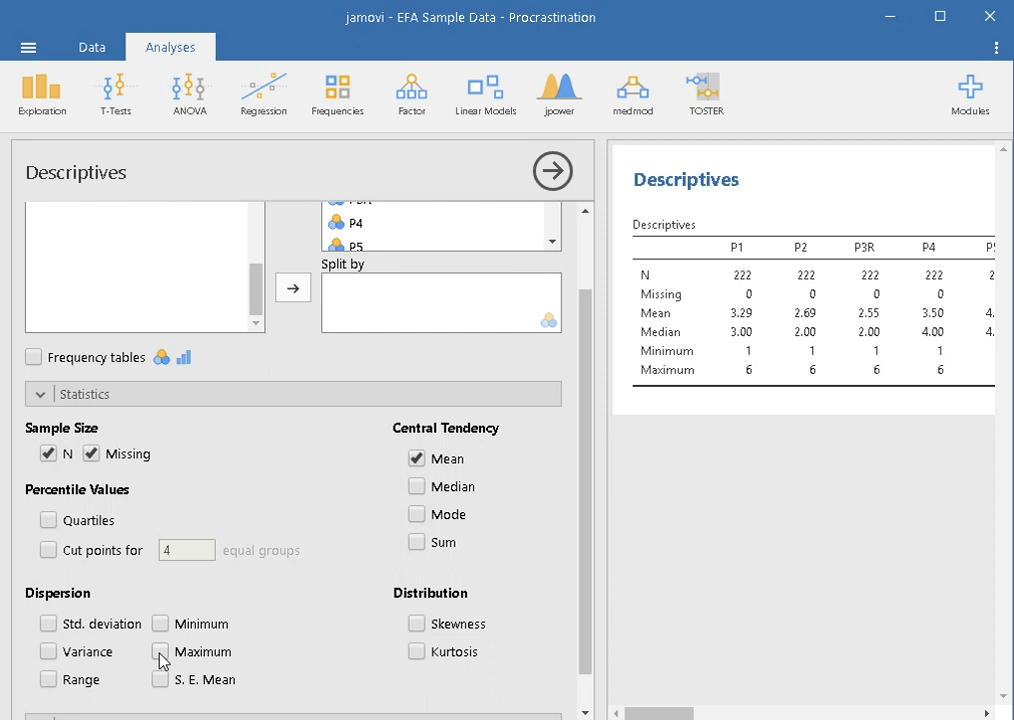 jamovi - EFA Sample Data - Procrastination
Data Analyses
Exploration T-Tests ANOVA Regression Frequencies Factor Linear Models jpower medmod TOSTER Modules
Descriptives
P4
P5
Split by
Frequency tables
Statistics
Sample Size
N Missing
Percentile Values
Quartiles
Cut points for 4 equal groups
Dispersion
Std. deviation Minimum
Variance Maximum
Range S. E. Mean
Central Tendency
Mean
Median
Mode
Sum
Distribution
Skewness
Kurtosis
Descriptives
Descriptives
P1 P2 P3R P4
N 222 222 222 222 2
Missing 0 0 0 0
Mean 3.29 2.69 2.55 3.50 4.
Median 3.00 2.00 2.00 4.00 4.
Minimum 1 1 1 1
Maximum 6 6 6 6